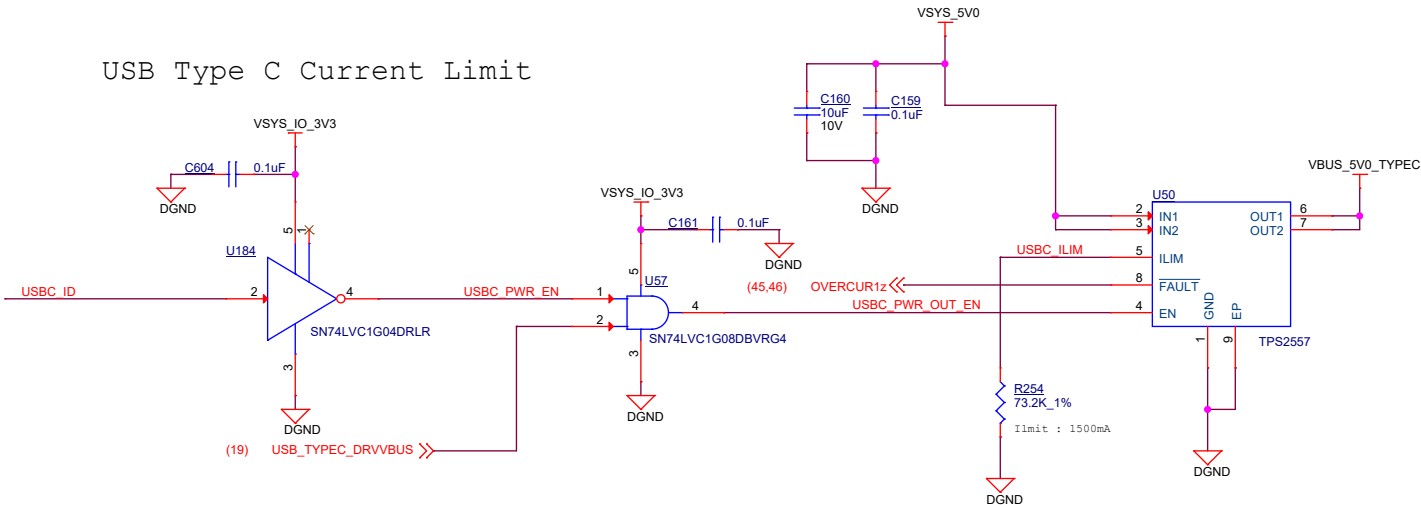 USB Type C Current Limit
VSYS_5V0
C160
10uF
10V
C159
0.1uF
DGND
VSYS_IO_3V3
C604
0.1uF
DGND
5
1
U184
USBC_ID
2
4
SN74LVC1G04DRLR
3
DGND
USBC_PWR_EN
VSYS_IO_3V3
C161
0.1uF
DGND
5
U57
1
2
4
SN74LVC1G08DBVRG4
3
DGND
(19) USB_TYPEC_DRVVBUS
(45,46) OVERCUR1z
USBC_PWR_OUT_EN
USBC_ILIM
R254
73.2K_1%
Ilmit : 1500mA
DGND
VBUS_5V0_TYPEC
U50
2 IN1
3 IN2
5 ILIM
8 FAULT
4 EN
OUT1 6
OUT2 7
GND
EP
1
9
TPS2557
DGND